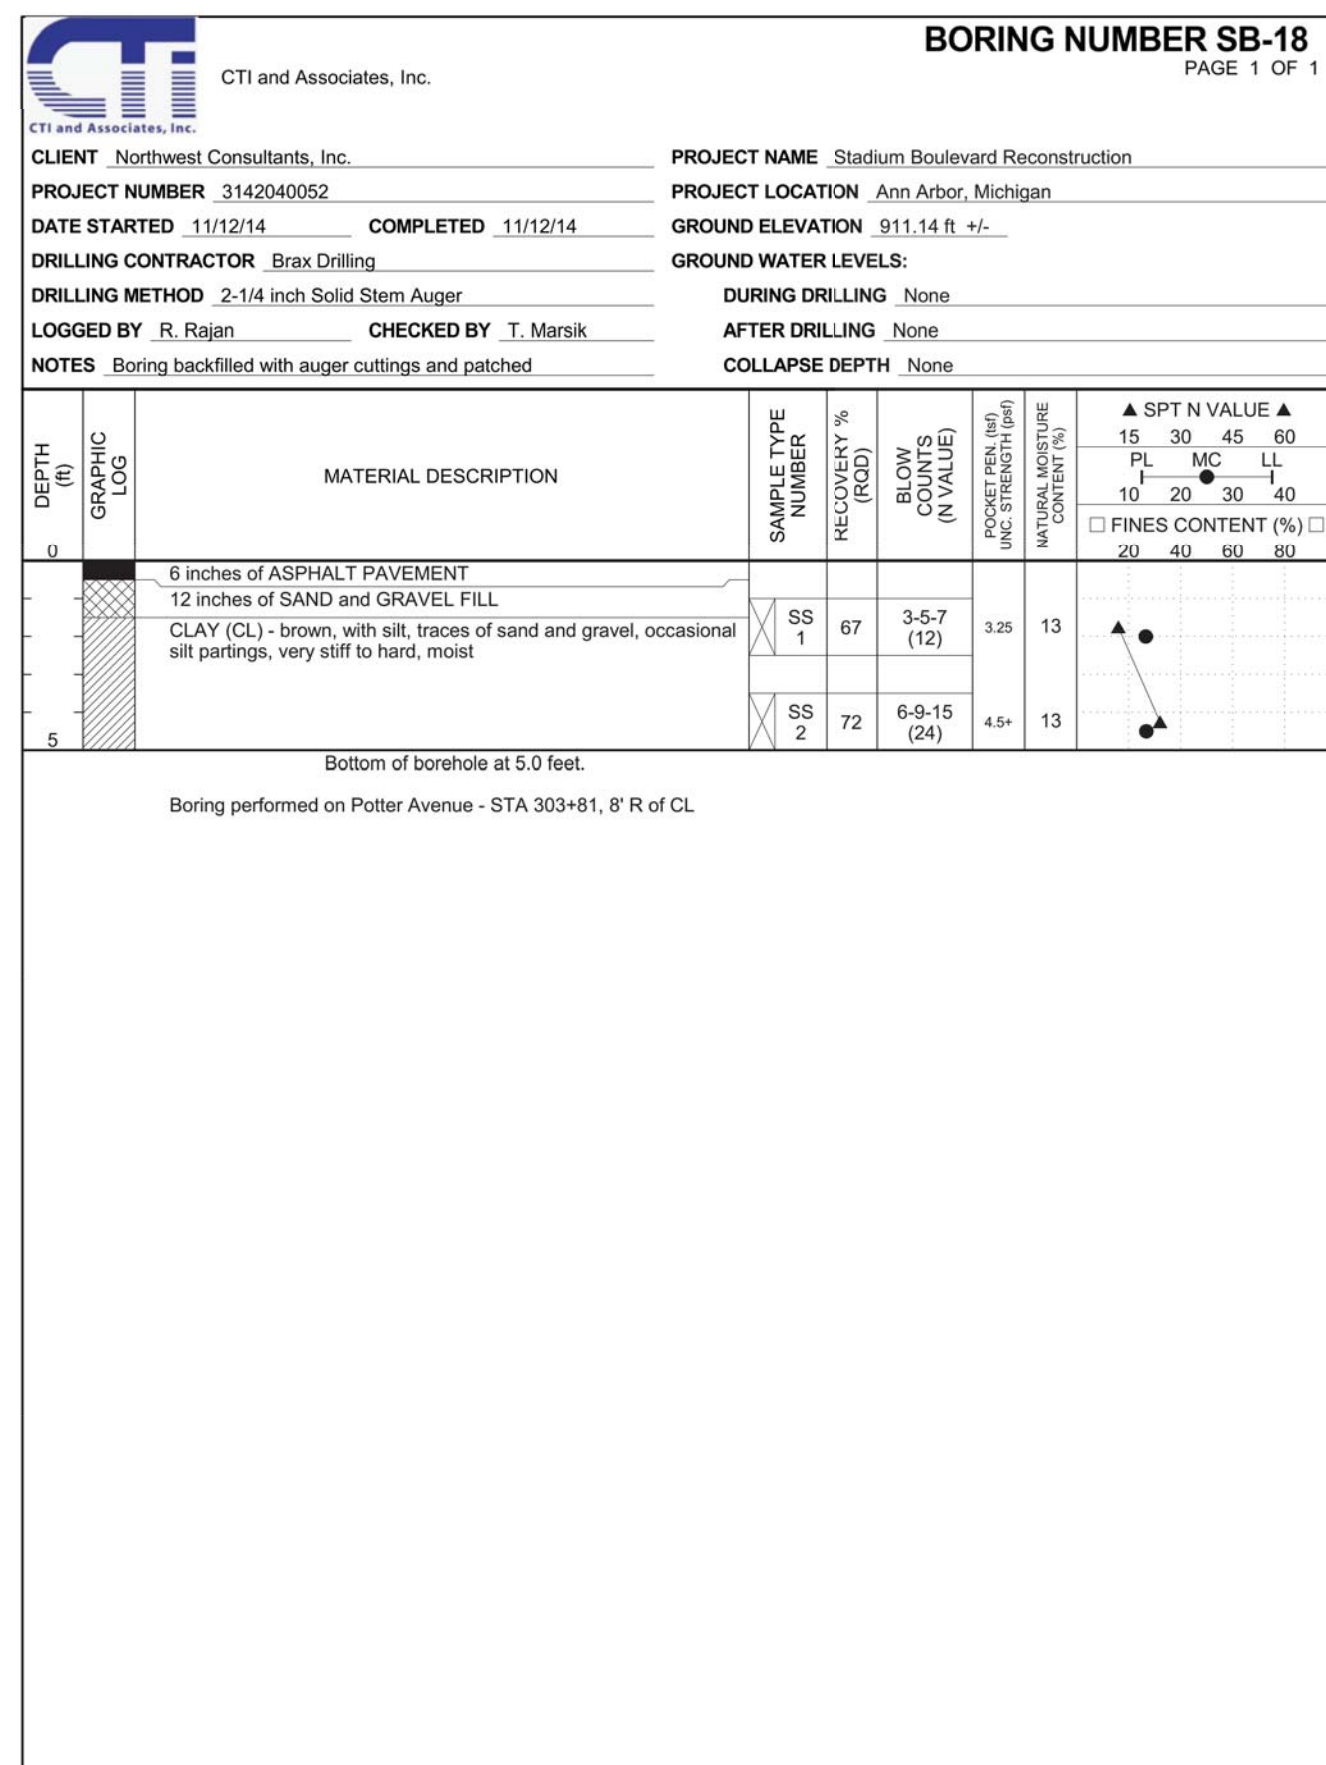 BORING NUMBER SB-18
PAGE 1 OF 1
CTI
CTI and Associates, Inc.
CTI and Associates, Inc.
CLIENT Northwest Consultants, Inc. PROJECT NAME Stadium Boulevard Reconstruction
PROJECT NUMBER 3142040052 PROJECT LOCATION Ann Arbor, Michigan
DATE STARTED 11/12/14 COMPLETED 11/12/14 GROUND ELEVATION 911.14 ft +/-
DRILLING CONTRACTOR Brax Drilling GROUND WATER LEVELS:
DRILLING METHOD 2-1/4 inch Solid Stem Auger DURING DRILLING None
LOGGED BY R. Rajan CHECKED BY T. Marsik AFTER DRILLING None
NOTES Boring backfilled with auger cuttings and patched COLLAPSE DEPTH None
DEPTH
(ft)
0
GRAPHIC
LOG
MATERIAL DESCRIPTION
SAMPLE TYPE
NUMBER
RECOVERY %
(RQD)
BLOW
COUNTS
(N VALUE)
POCKET PEN. (tsf)
UNC. STRENGTH (psf)
NATURAL MOISTURE
CONTENT (%)
▲ SPT N VALUE ▲
15 30 45 60
PL MC LL
10 20 30 40
□ FINES CONTENT (%) □
20 40 60 80
6 inches of ASPHALT PAVEMENT
12 inches of SAND and GRAVEL FILL
CLAY (CL) - brown, with silt, traces of sand and gravel, occasional
silt partings, very stiff to hard, moist
SS
1
67
3-5-7
(12)
3.25
13
SS
2
72
6-9-15
(24)
4.5+
13
5
Bottom of borehole at 5.0 feet.
Boring performed on Potter Avenue - STA 303+81, 8' R of CL